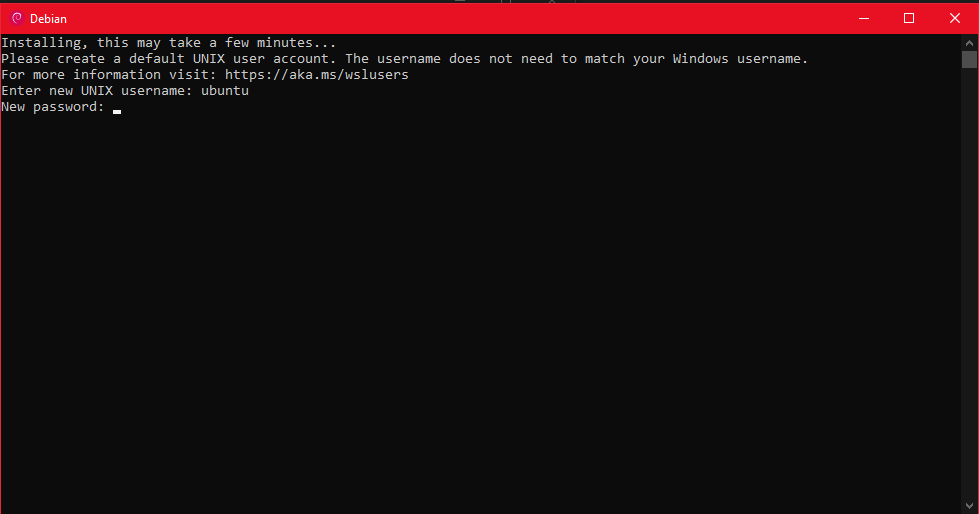 Debian
Installing, this may take a few minutes...
Please create a default UNIX user account. The username does not need to match your Windows username.
For more information visit: https://aka.ms/wslusers
Enter new UNIX username: ubuntu
New password: